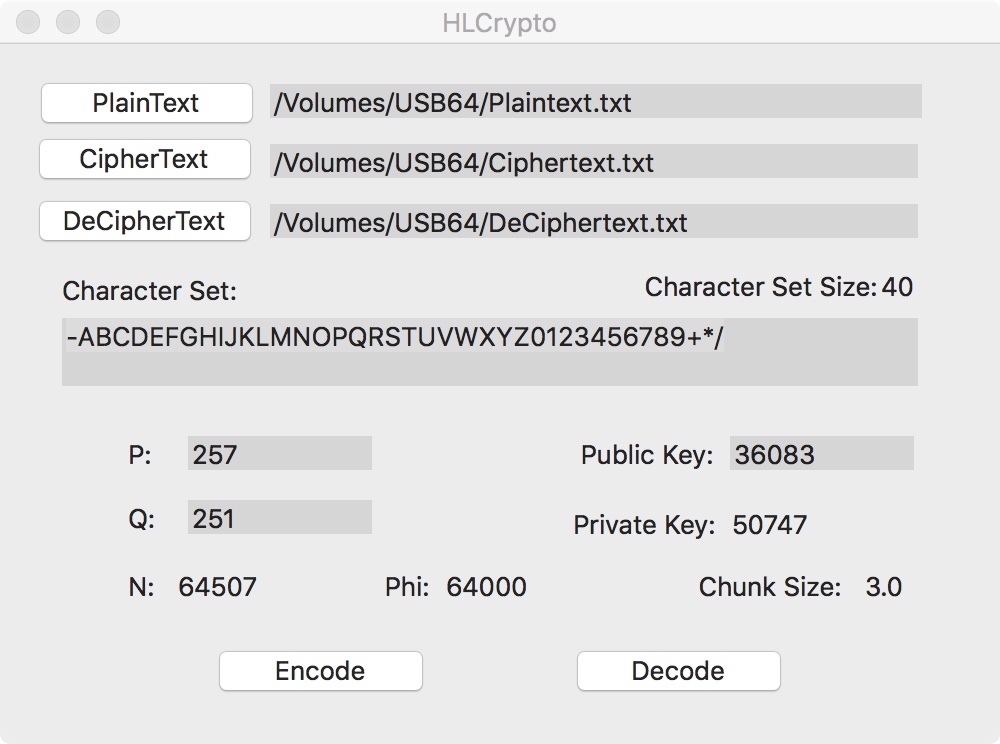 HLCrypto
PlainText /Volumes/USB64/Plaintext.txt
CipherText /Volumes/USB64/Ciphertext.txt
DeCipherText /Volumes/USB64/DeCiphertext.txt
Character Set: Character Set Size: 40
-ABCDEFGHIJKLMNOPQRSTUVWXYZ0123456789+*/
P: 257 Public Key: 36083
Q: 251 Private Key: 50747
N: 64507 Phi: 64000 Chunk Size: 3.0
Encode Decode